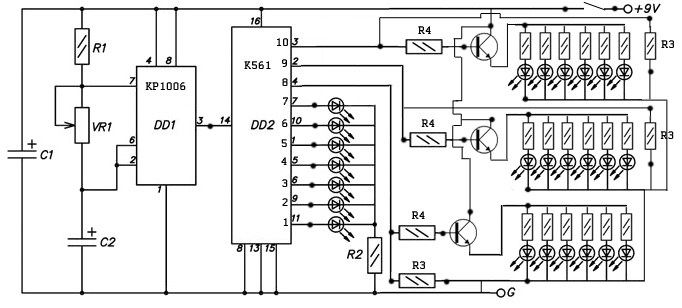 +9V
16
R4
R1
4 8
10 3
R3
KP1006
K561
9 2
7
8 4
3 14
7 7
R4
VR1
DD1
DD2
6 10
R3
C1
6
5 1
2
4 5
3 6
1
2 9
1 11
R4
C2
8 13 15
R2
R3
G